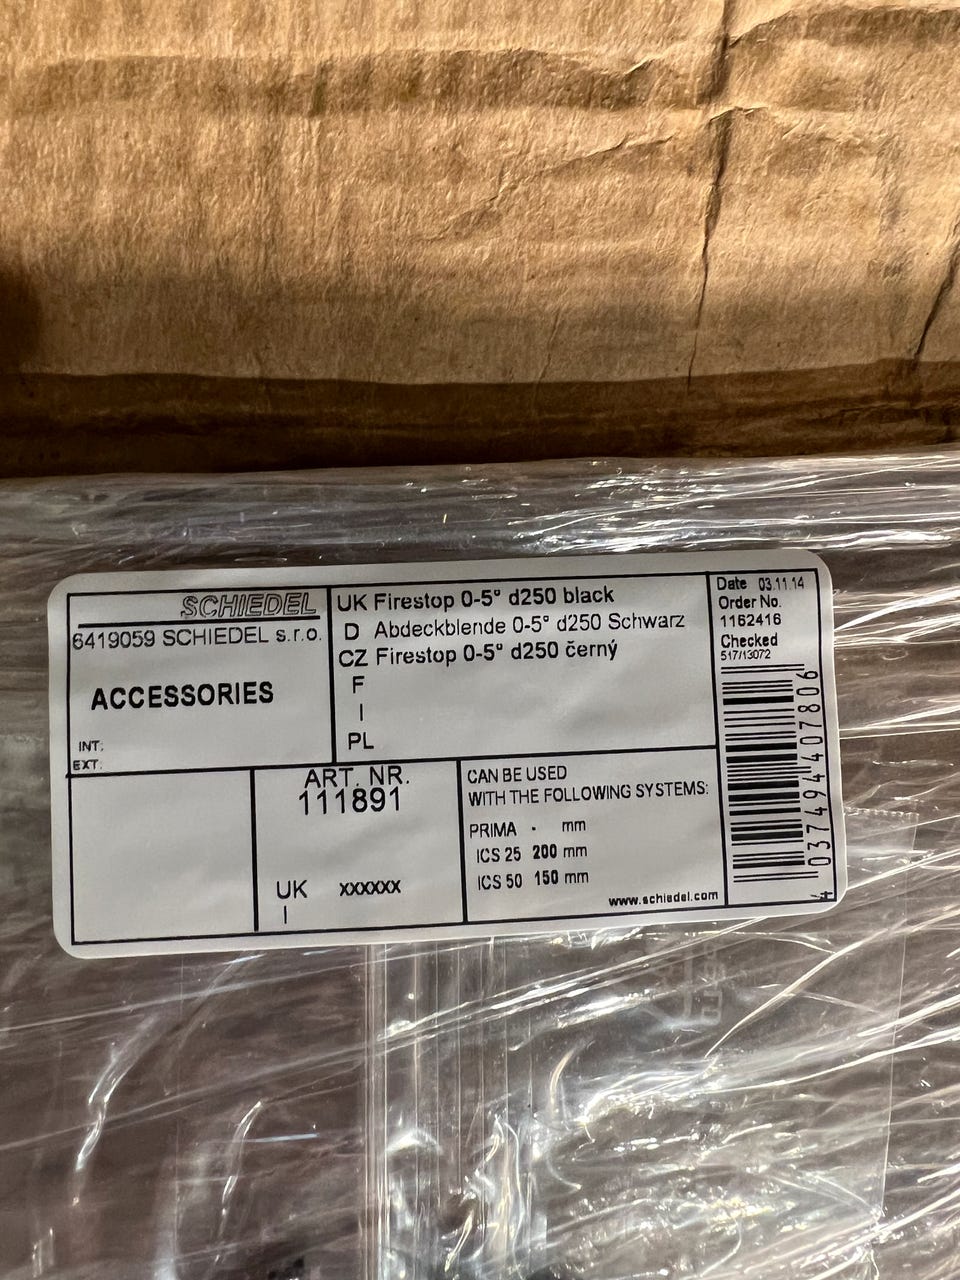 SCHIEDEL
6419059 SCHIEDEL s.r.o.
ACCESSORIES
INT:
EXT:
UK Firestop 0-5° d250 black
D Abdeckblende 0-5° d250 Schwarz
CZ Firestop 0-5° d250 černý
F
I
PL
Date 03.11.14
Order No.
1162416
Checked
517/13072
4 037494 407806
ART. NR.
111891
UK xxxxxx
I
CAN BE USED
WITH THE FOLLOWING SYSTEMS:
PRIMA - mm
ICS 25 200 mm
ICS 50 150 mm
www.schiedel.com